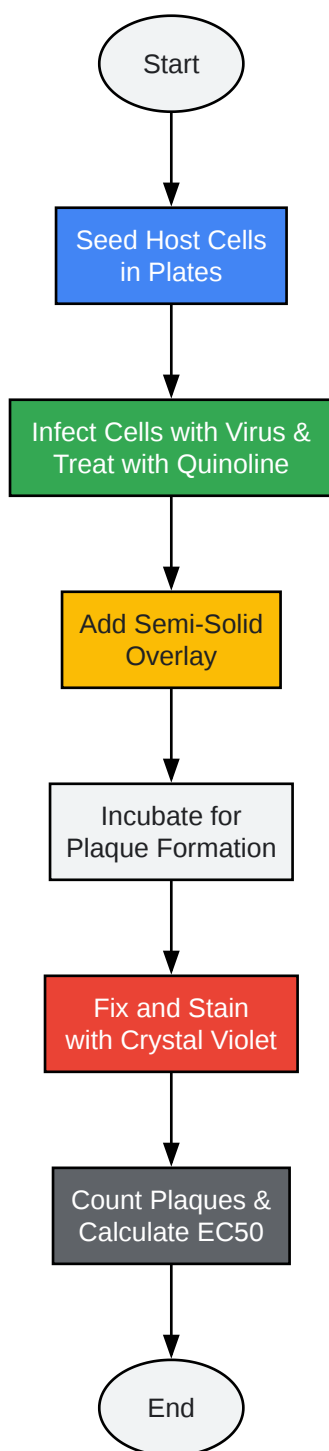 Start
Seed Host Cells
in Plates
Infect Cells with Virus &
Treat with Quinoline
Add Semi-Solid
Overlay
Incubate for
Plaque Formation
Fix and Stain
with Crystal Violet
Count Plaques &
Calculate EC50
End